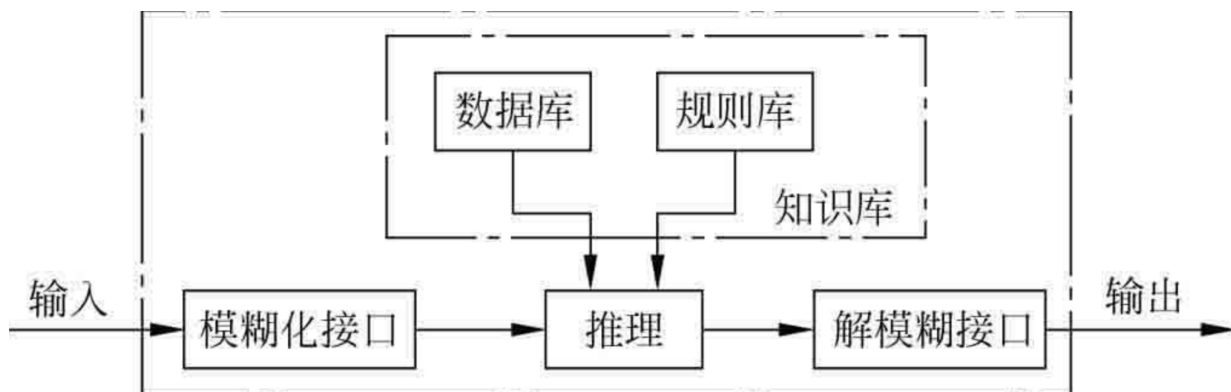 数据库
规则库
知识库
输入
模糊化接口
推理
解模糊接口
输出